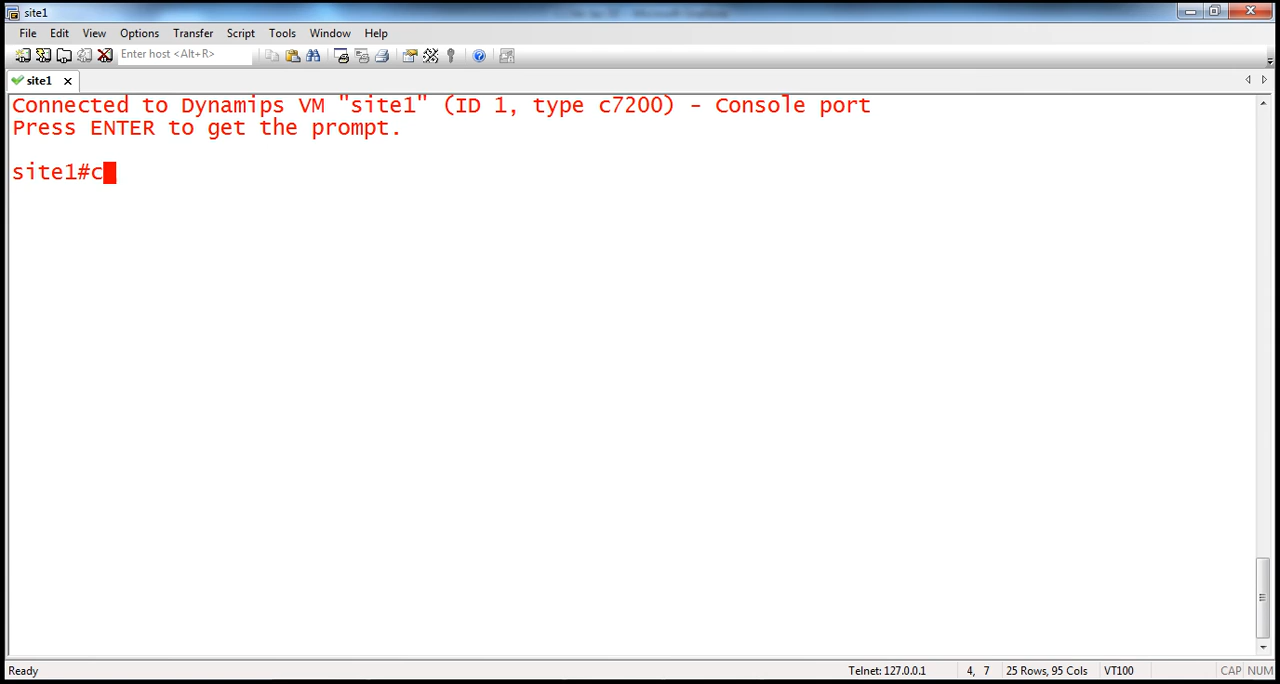 site1
File Edit View Options Transfer Script Tools Window Help
Enter host <Alt+R>
site1
Connected to Dynamips VM "site1" (ID 1, type c7200) - Console port
Press ENTER to get the prompt.
site1#c
Ready Telnet: 127.0.0.1 4, 7 25 Rows, 95 Cols VT100 CAP NUM